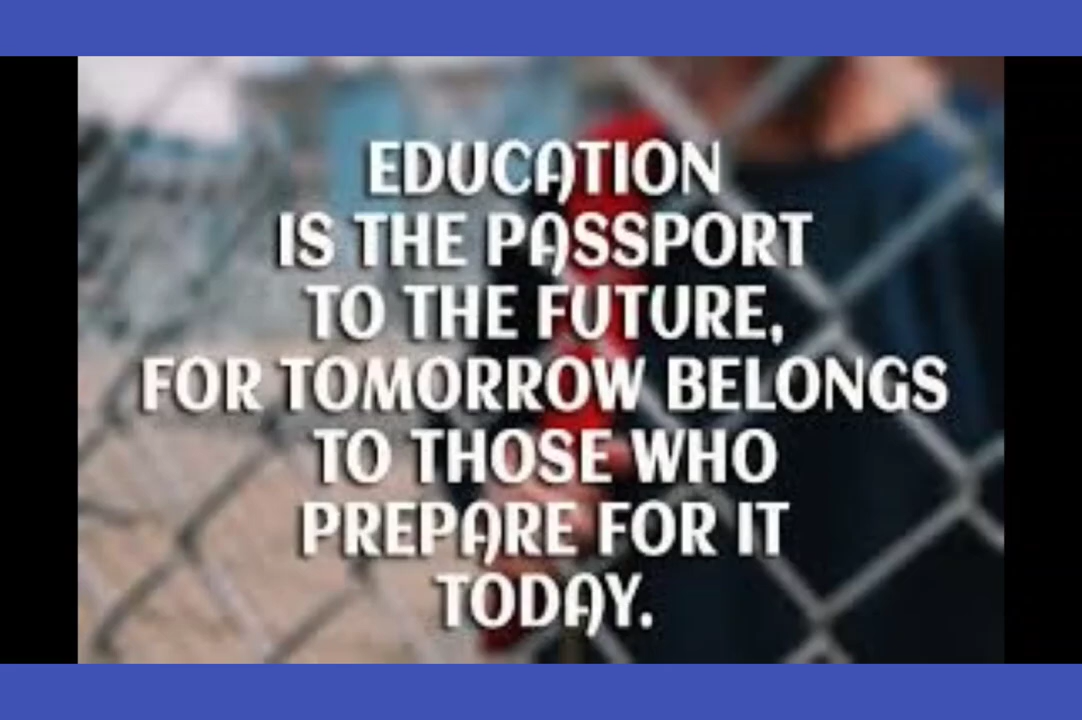 EDUCATION
IS THE PASSPORT
TO THE FUTURE,
FOR TOMORROW BELONGS
TO THOSE WHO
PREPARE FOR IT
TODAY.